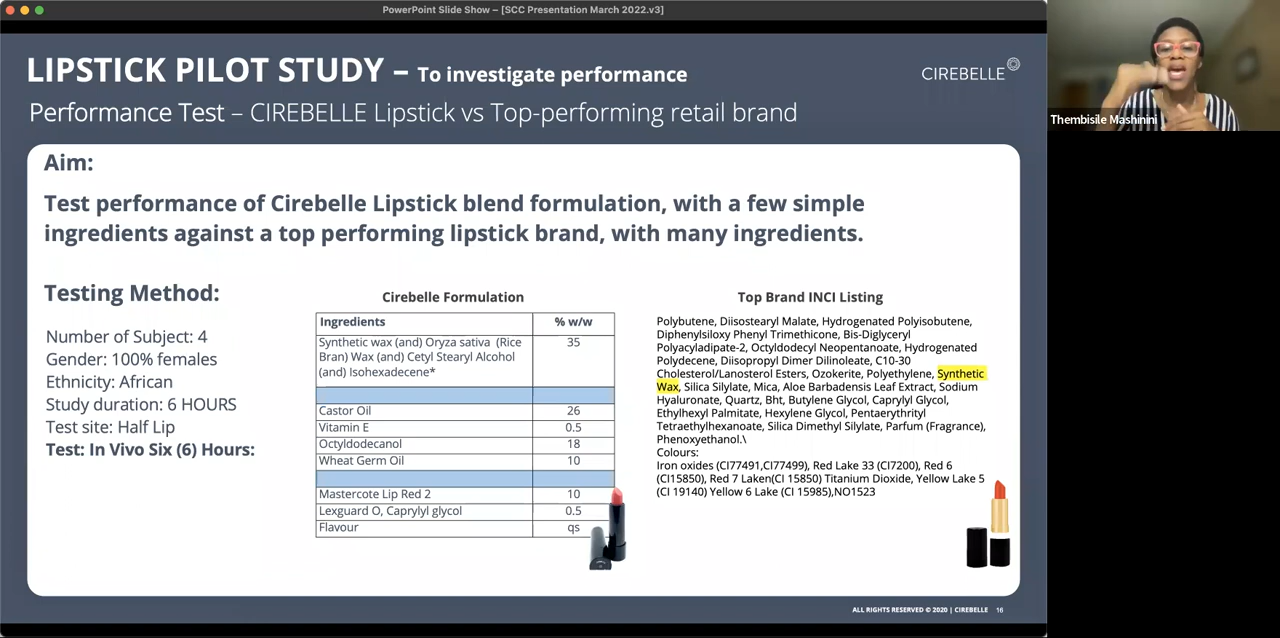 PowerPoint Slide Show – [SCC Presentation March 2022.v3]
LIPSTICK PILOT STUDY – To investigate performance
CIREBELLE
Performance Test – CIREBELLE Lipstick vs Top-performing retail brand
Thembisile Mashinini
Aim:
Test performance of Cirebelle Lipstick blend formulation, with a few simple
ingredients against a top performing lipstick brand, with many ingredients.
Testing Method:
Number of Subject: 4
Gender: 100% females
Ethnicity: African
Study duration: 6 HOURS
Test site: Half Lip
Test: In Vivo Six (6) Hours:
Cirebelle Formulation
Ingredients % w/w
Synthetic wax (and) Oryza sativa (Rice 35
Bran) Wax (and) Cetyl Stearyl Alcohol
(and) Isohexadecene*
Castor Oil 26
Vitamin E 0.5
Octyldodecanol 18
Wheat Germ Oil 10
Mastercote Lip Red 2 10
Lexguard O, Caprylyl glycol 0.5
Flavour qs
Top Brand INCI Listing
Polybutene, Diisostearyl Malate, Hydrogenated Polyisobutene,
Diphenylsiloxy Phenyl Trimethicone, Bis-Diglyceryl
Polyacyladipate-2, Octyldodecyl Neopentanoate, Hydrogenated
Polydecene, Diisopropyl Dimer Dilinoleate, C10-30
Cholesterol/Lanosterol Esters, Ozokerite, Polyethylene, Synthetic
Wax, Silica Silylate, Mica, Aloe Barbadensis Leaf Extract, Sodium
Hyaluronate, Quartz, Bht, Butylene Glycol, Caprylyl Glycol,
Ethylhexyl Palmitate, Hexylene Glycol, Pentaerythrityl
Tetraethylhexanoate, Silica Dimethyl Silylate, Parfum (Fragrance),
Phenoxyethanol.\
Colours:
Iron oxides (CI77491,CI77499), Red Lake 33 (CI7200), Red 6
(CI15850), Red 7 Laken(CI 15850) Titanium Dioxide, Yellow Lake 5
(CI 19140) Yellow 6 Lake (CI 15985),NO1523
ALL RIGHTS RESERVED © 2020 | CIREBELLE 16